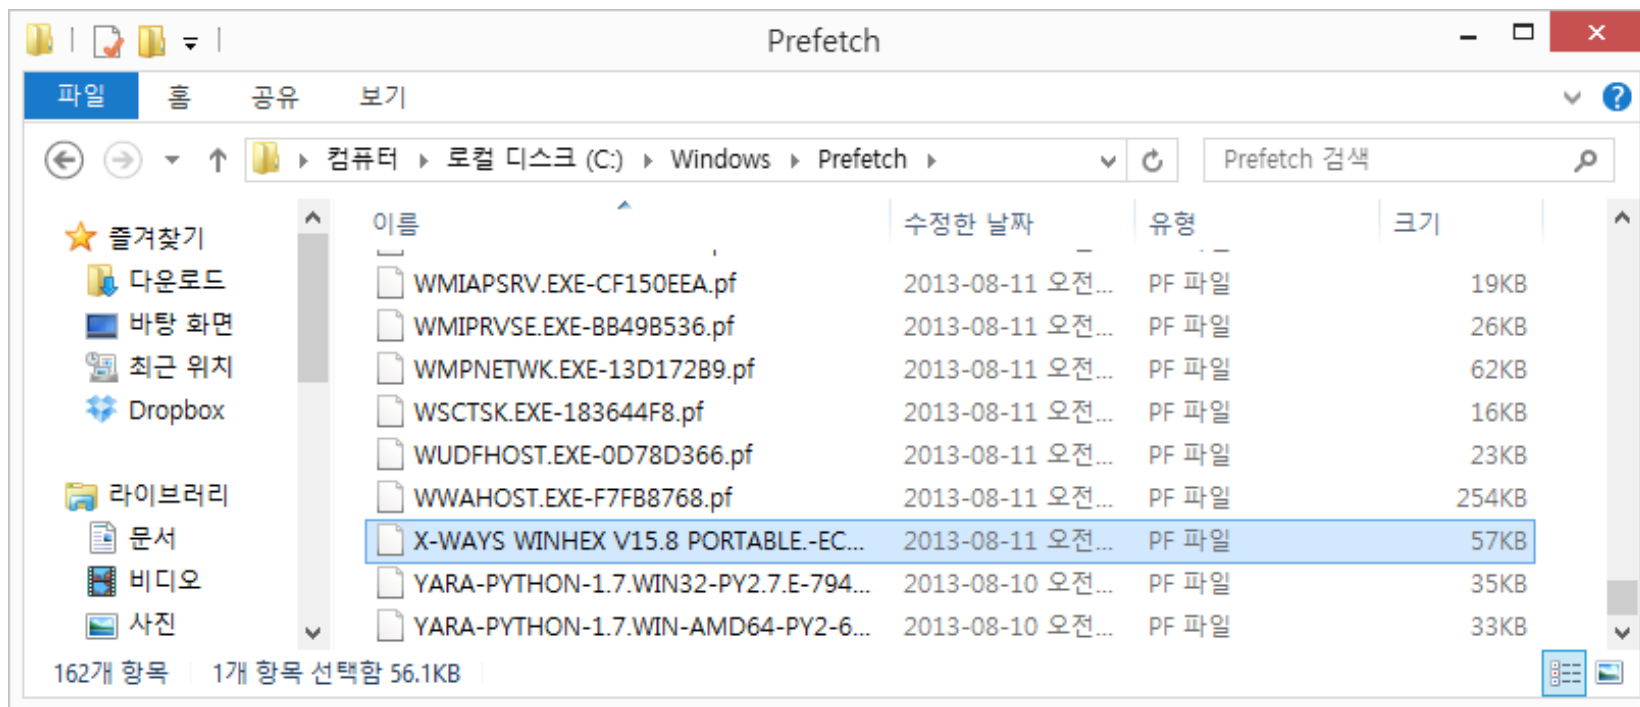 Prefetch
파일 홈 공유 보기
컴퓨터 로컬 디스크 (C:) Windows Prefetch Prefetch 검색
즐겨찾기
다운로드
바탕 화면
최근 위치
Dropbox
라이브러리
문서
비디오
사진
이름 수정한 날짜 유형 크기
WMIAPSRV.EXE-CF150EEA.pf 2013-08-11 오전... PF 파일 19KB
WMIPRVSE.EXE-BB49B536.pf 2013-08-11 오전... PF 파일 26KB
WMPNETWK.EXE-13D172B9.pf 2013-08-11 오전... PF 파일 62KB
WSCTSK.EXE-183644F8.pf 2013-08-11 오전... PF 파일 16KB
WUDFHOST.EXE-0D78D366.pf 2013-08-11 오전... PF 파일 23KB
WWAHOST.EXE-F7FB8768.pf 2013-08-11 오전... PF 파일 254KB
X-WAYS WINHEX V15.8 PORTABLE.-EC... 2013-08-11 오전... PF 파일 57KB
YARA-PYTHON-1.7.WIN32-PY2.7.E-794... 2013-08-10 오전... PF 파일 35KB
YARA-PYTHON-1.7.WIN-AMD64-PY2-6... 2013-08-10 오전... PF 파일 33KB
162개 항목 1개 항목 선택함 56.1KB